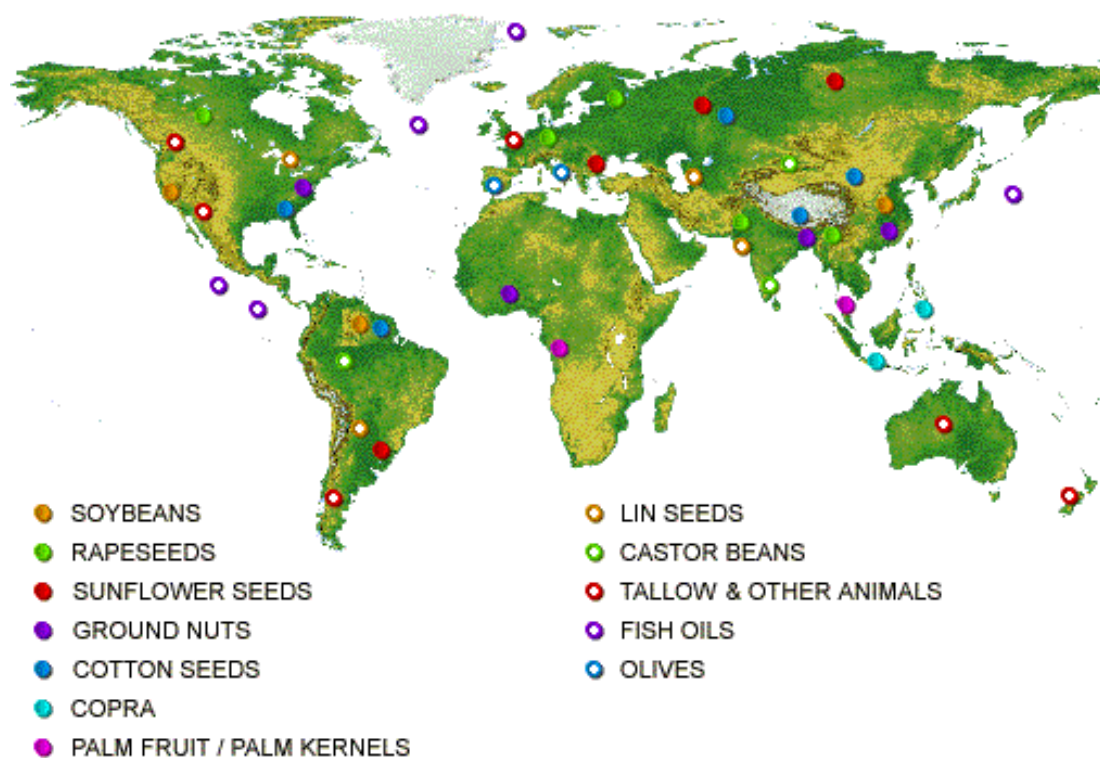 SOYBEANS
RAPESEEDS
SUNFLOWER SEEDS
GROUND NUTS
COTTON SEEDS
COPRA
PALM FRUIT / PALM KERNELS
LIN SEEDS
CASTOR BEANS
TALLOW & OTHER ANIMALS
FISH OILS
OLIVES